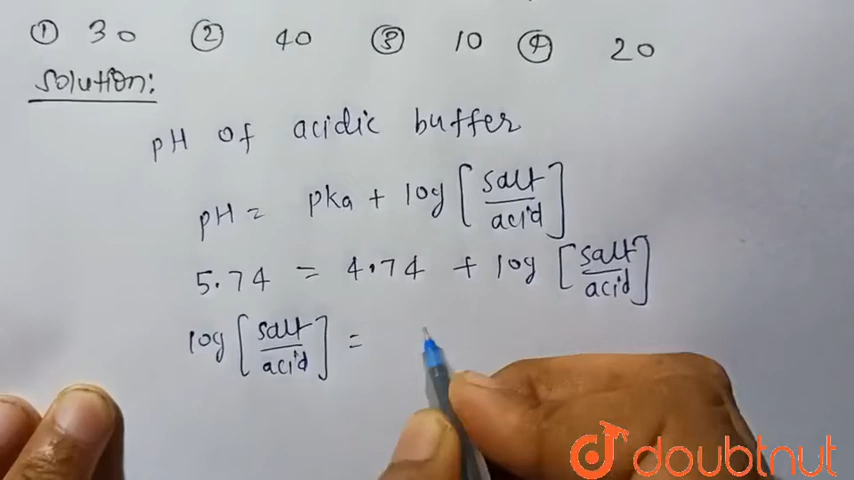 ① 30 ② 40 ③ 10 ④ 20
Solution:
pH of acidic buffer
pH = pka + log [salt/acid]
5.74 = 4.74 + log [salt/acid]
log [salt/acid] =
doubtnut